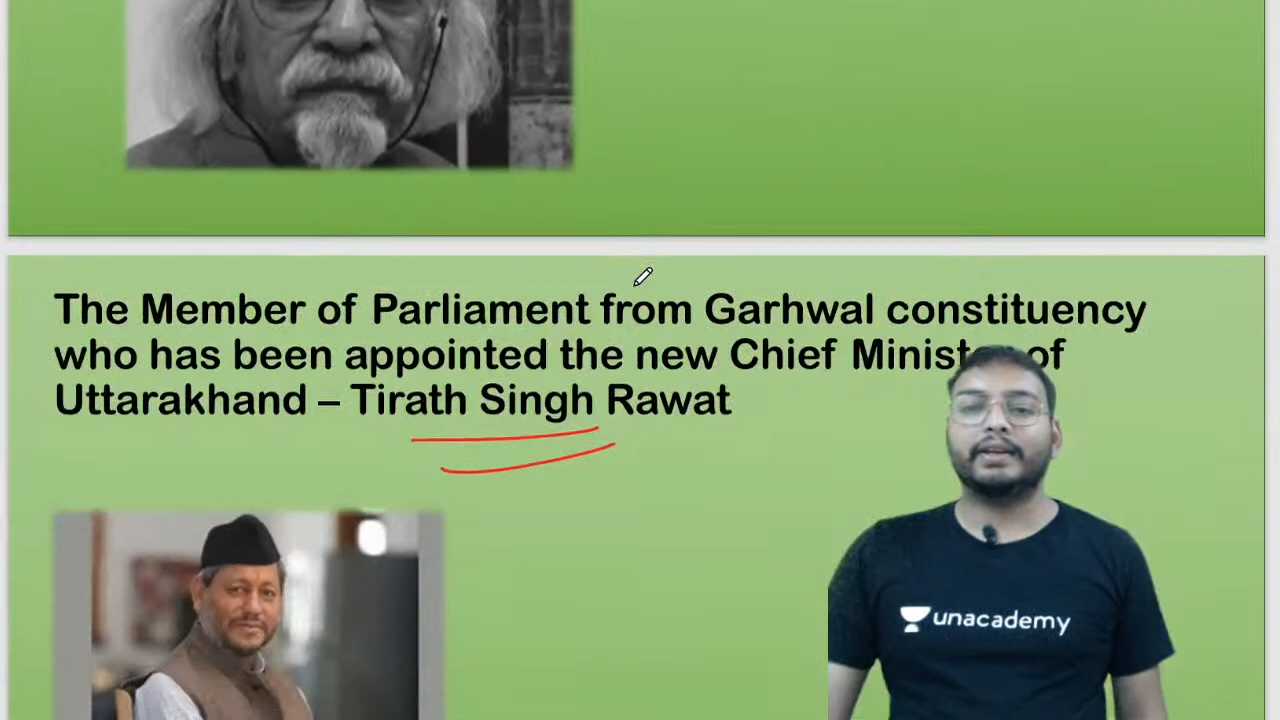 The Member of Parliament from Garhwal constituency
who has been appointed the new Chief Minister of
Uttarakhand – Tirath Singh Rawat
unacademy